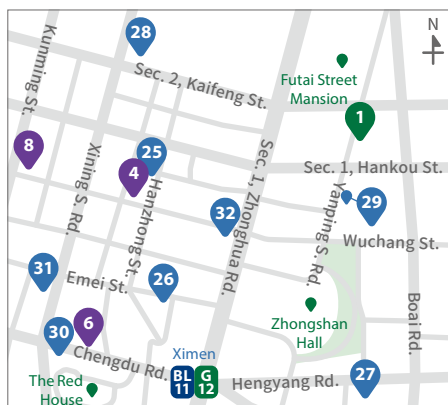 N
28
Kunming St.
Sec. 2, Kaifeng St.
Futai Street
Mansion
1
8
25
4
Sec. 1, Hankou St.
Xining S. Rd.
Hanzhong St.
Sec. 1, Zhonghua Rd.
Yanping S. Rd.
29
32
Wuchang St.
31
Emei St.
26
Boai Rd.
Zhongshan
Hall
30
6
Chengdu Rd.
Ximen
BL
11
G
12
Hengyang Rd.
27
The Red
House